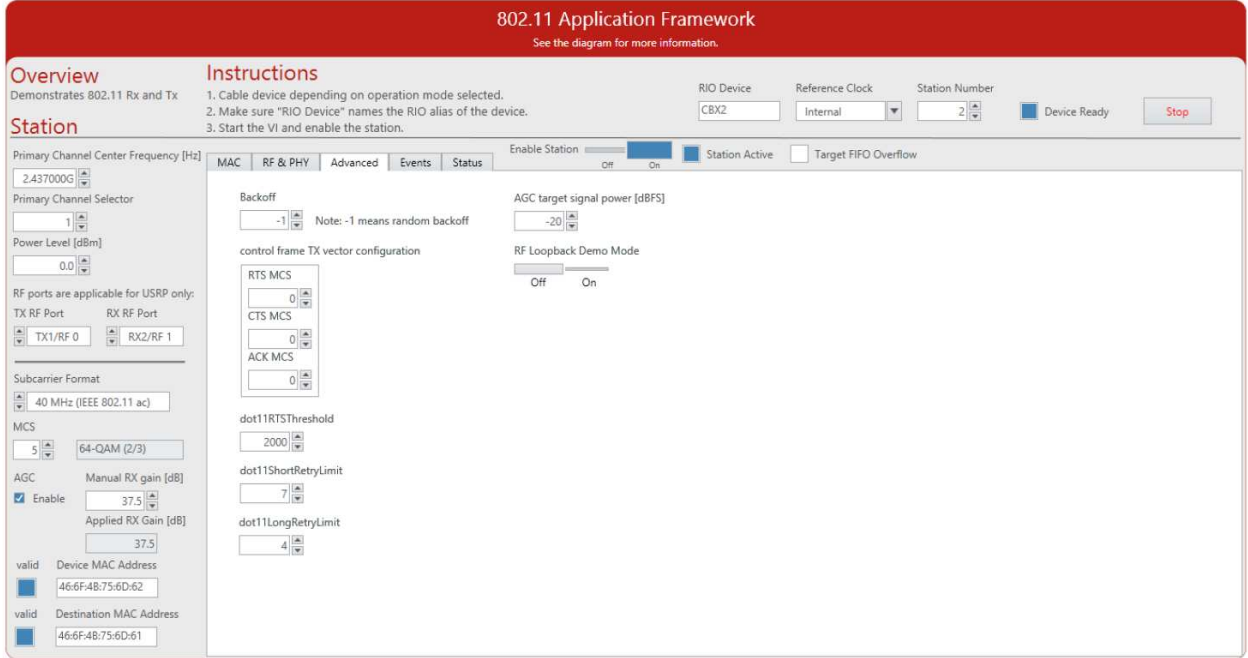 802.11 Application Framework
See the diagram for more information.
Overview
Demonstrates 802.11 Rx and Tx
Station
Instructions
1. Cable device depending on operation mode selected.
2. Make sure "RIO Device" names the RIO alias of the device.
3. Start the VI and enable the station.
RIO Device
CBX2
Reference Clock
Internal
Station Number
2
Device Ready
Stop
Primary Channel Center Frequency [Hz]
2.437000G
Primary Channel Selector
1
Power Level [dBm]
0.0
RF ports are applicable for USRP only:
TX RF Port RX RF Port
TX1/RF 0 RX2/RF 1
Subcarrier Format
40 MHz (IEEE 802.11 ac)
MCS
5 64-QAM (2/3)
AGC Manual RX gain [dB]
Enable 37.5
Applied RX Gain [dB]
37.5
valid Device MAC Address
46:6F:4B:75:6D:62
valid Destination MAC Address
46:6F:4B:75:6D:61
MAC RF & PHY Advanced Events Status
Enable Station
Off On
Station Active
Target FIFO Overflow
Backoff
-1 Note: -1 means random backoff
control frame TX vector configuration
RTS MCS
0
CTS MCS
0
ACK MCS
0
dot11RTSThreshold
2000
dot11ShortRetryLimit
7
dot11LongRetryLimit
4
AGC target signal power [dBFS]
-20
RF Loopback Demo Mode
Off On